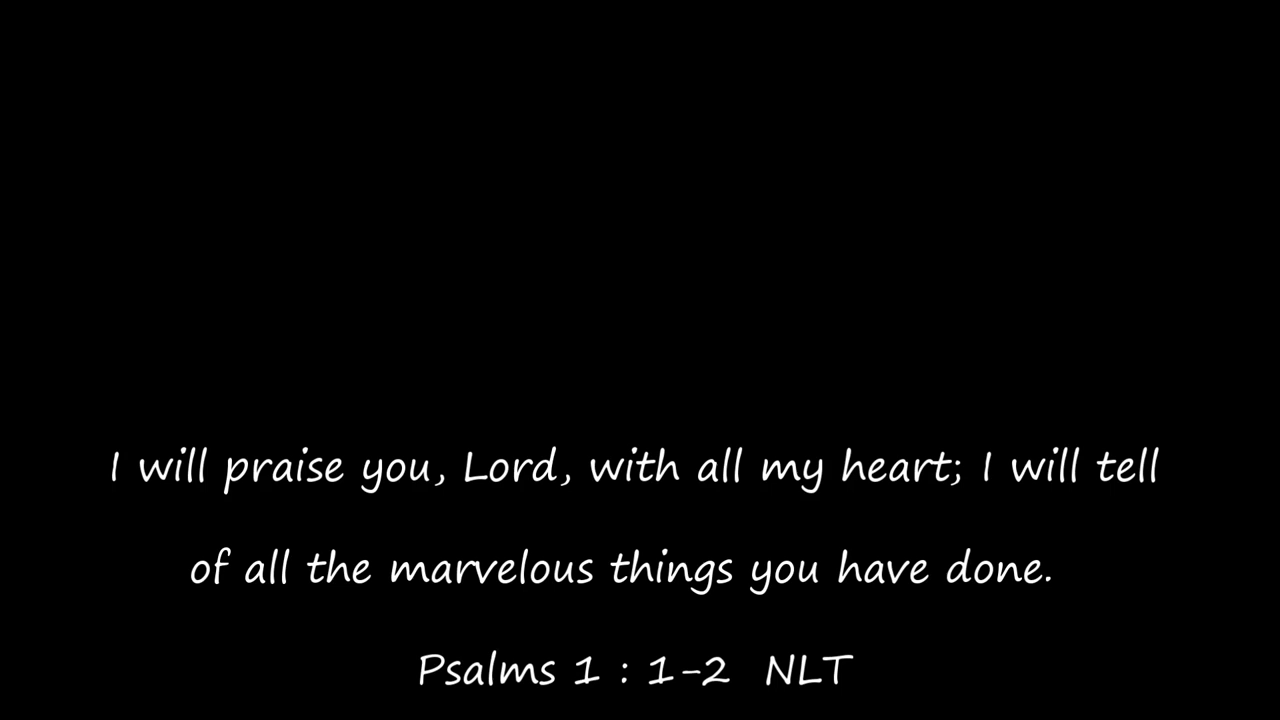 I will praise you, Lord, with all my heart; I will tell
of all the marvelous things you have done.
Psalms 1 : 1-2 NLT